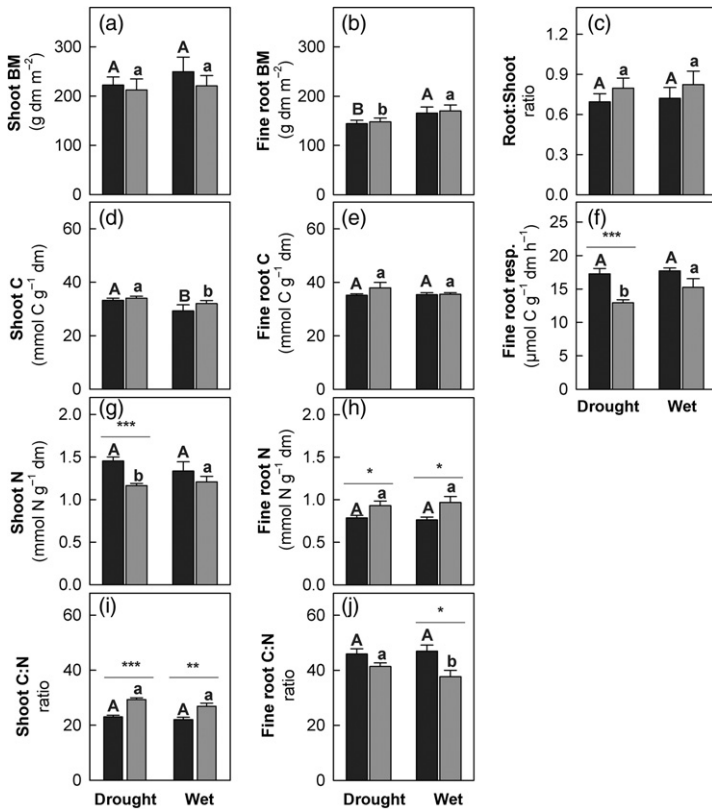 (a)
Shoot BM
(g dm m⁻²)
300
200
100
0
A a A a
(b)
Fine root BM
(g dm m⁻²)
300
200
100
0
B b A a
(c)
Root:Shoot
ratio
1.2
0.9
0.6
0.3
0.0
A a A a
(d)
Shoot C
(mmol C g⁻¹ dm)
60
40
20
0
A a B b
(e)
Fine root C
(mmol C g⁻¹ dm)
60
40
20
0
A a A a
(f)
Fine root resp.
(µmol C g⁻¹ dm h⁻¹)
25
20
15
10
5
0
***
A b A a
Drought Wet
(g)
Shoot N
(mmol N g⁻¹ dm)
2.0
1.5
1.0
0.5
0.0
***
A b A a
(h)
Fine root N
(mmol N g⁻¹ dm)
2.0
1.5
1.0
0.5
0.0
* *
A a A a
(i)
Shoot C:N
ratio
60
40
20
0
*** **
A a A a
Drought Wet
(j)
Fine root C:N
ratio
60
40
20
0
*
A a A b
Drought Wet